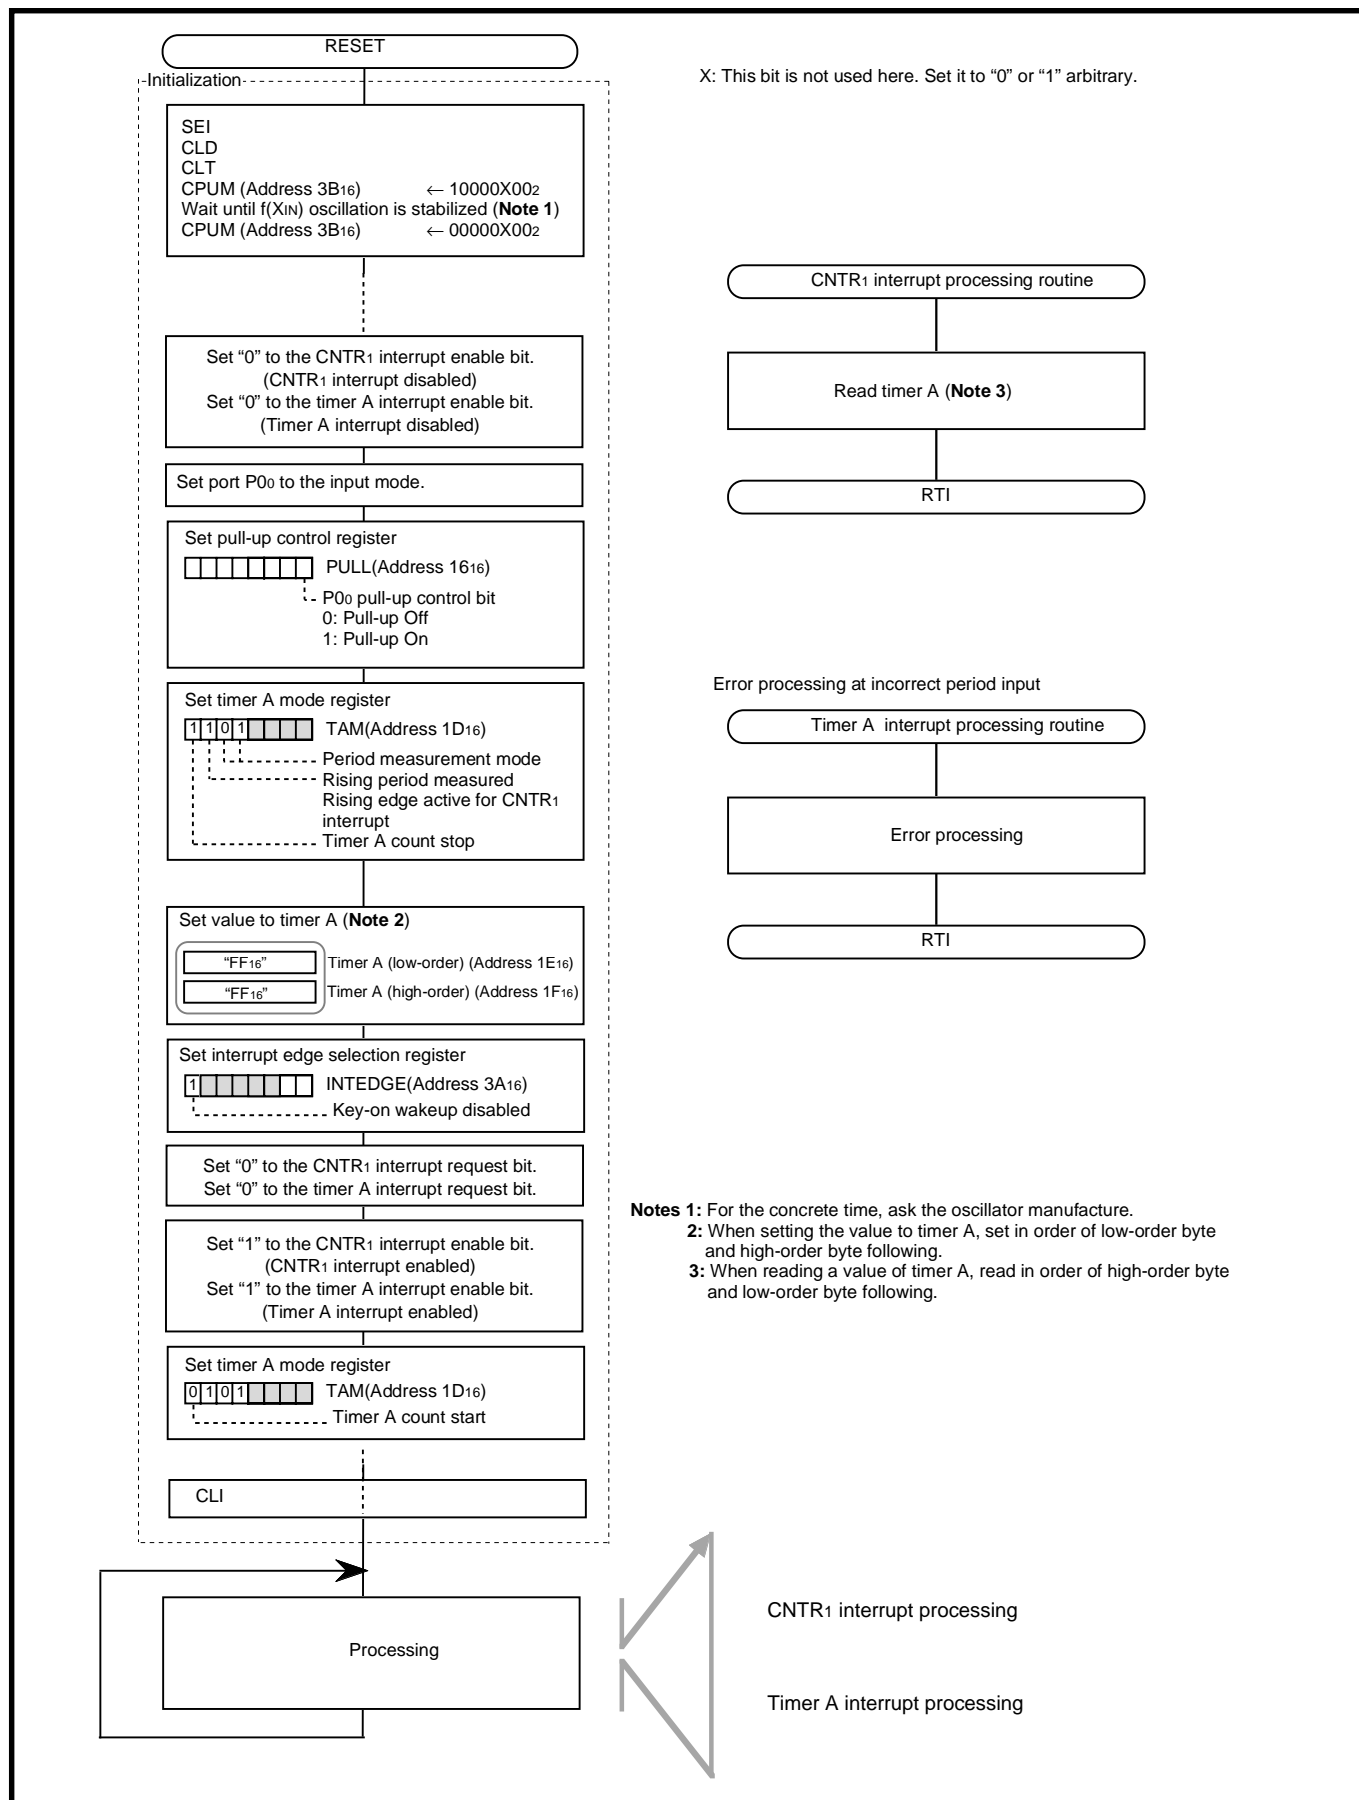 RESET
Initialization
X: This bit is not used here. Set it to “0” or “1” arbitrary.
SEI
CLD
CLT
CPUM (Address 3B16) ← 10000X002
Wait until f(XIN) oscillation is stabilized (Note 1)
CPUM (Address 3B16) ← 00000X002
Set “0” to the CNTR1 interrupt enable bit.
(CNTR1 interrupt disabled)
Set “0” to the timer A interrupt enable bit.
(Timer A interrupt disabled)
Set port P00 to the input mode.
Set pull-up control register
PULL(Address 1616)
P00 pull-up control bit
0: Pull-up Off
1: Pull-up On
Set timer A mode register
1 1 0 1 TAM(Address 1D16)
Period measurement mode
Rising period measured
Rising edge active for CNTR1
interrupt
Timer A count stop
Set value to timer A (Note 2)
“FF16” Timer A (low-order) (Address 1E16)
“FF16” Timer A (high-order) (Address 1F16)
Set interrupt edge selection register
1 INTEDGE(Address 3A16)
Key-on wakeup disabled
Set “0” to the CNTR1 interrupt request bit.
Set “0” to the timer A interrupt request bit.
Set “1” to the CNTR1 interrupt enable bit.
(CNTR1 interrupt enabled)
Set “1” to the timer A interrupt enable bit.
(Timer A interrupt enabled)
Set timer A mode register
0 1 0 1 TAM(Address 1D16)
Timer A count start
CLI
Processing
CNTR1 interrupt processing routine
Read timer A (Note 3)
RTI
Error processing at incorrect period input
Timer A interrupt processing routine
Error processing
RTI
Notes 1: For the concrete time, ask the oscillator manufacture.
2: When setting the value to timer A, set in order of low-order byte
and high-order byte following.
3: When reading a value of timer A, read in order of high-order byte
and low-order byte following.
CNTR1 interrupt processing
Timer A interrupt processing